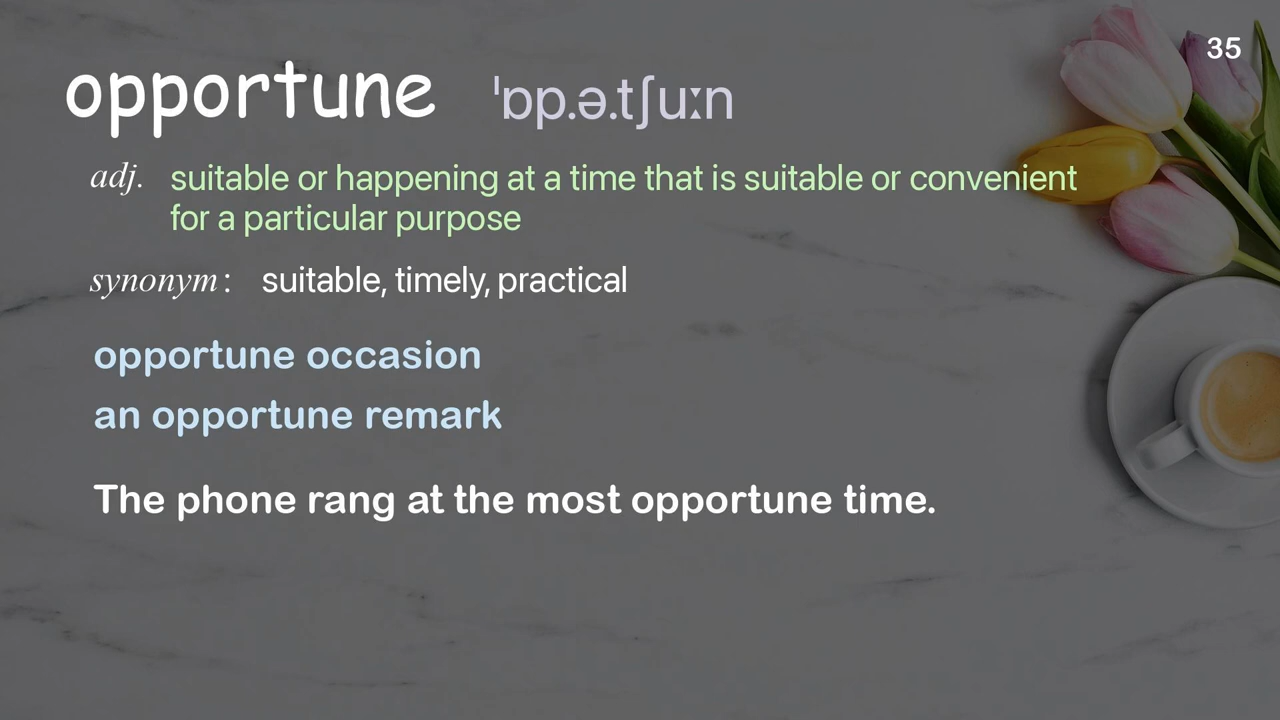 35
opportune ˈɒp.ə.tʃuːn
adj. suitable or happening at a time that is suitable or convenient
for a particular purpose
synonym: suitable, timely, practical
opportune occasion
an opportune remark
The phone rang at the most opportune time.